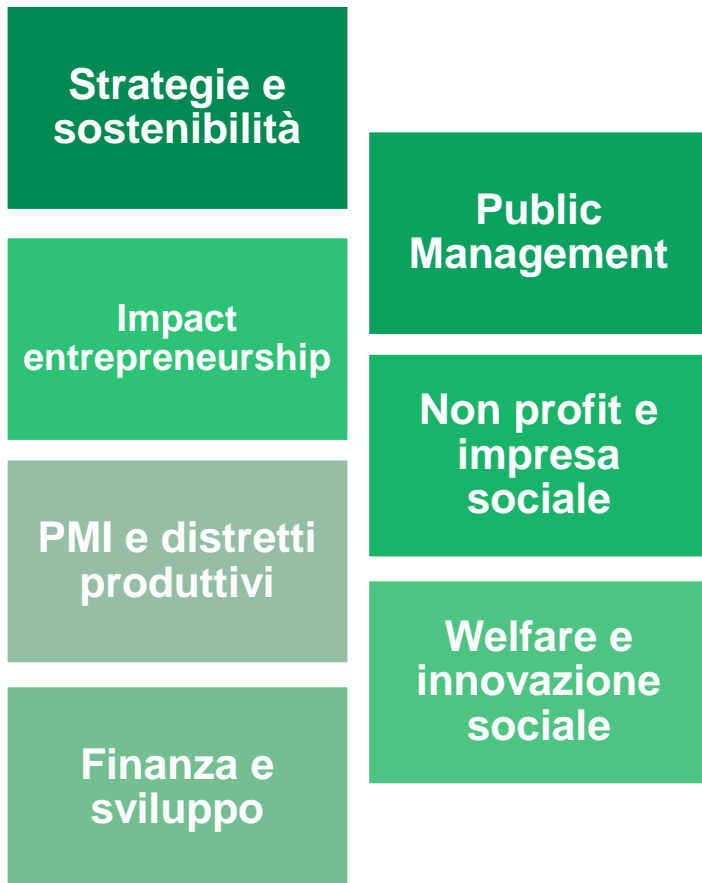 Strategie e
sostenibilità
Public
Management
Impact
entrepreneurship
Non profit e
impresa
sociale
PMI e distretti
produttivi
Welfare e
innovazione
sociale
Finanza e
sviluppo